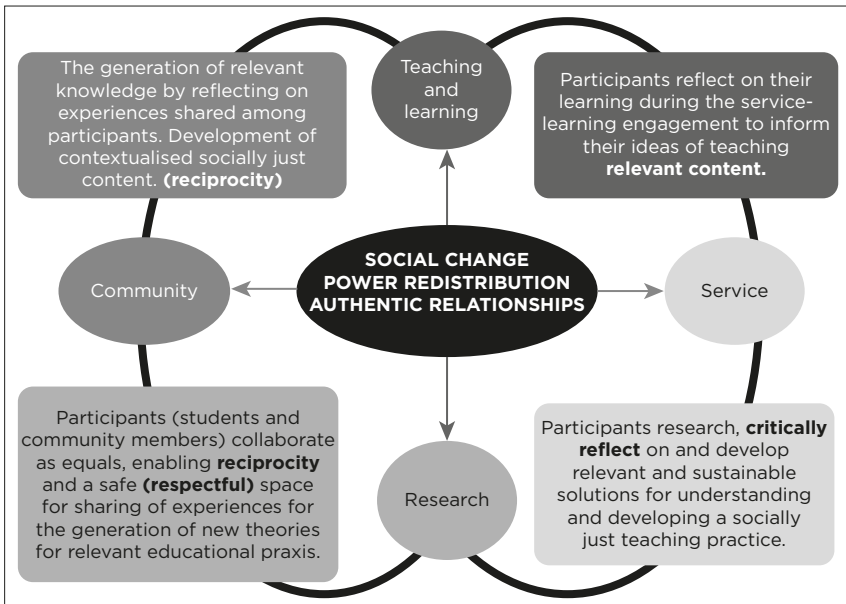 Teaching
and
learning
The generation of relevant
knowledge by reflecting on
experiences shared among
participants. Development of
contextualised socially just
content. (reciprocity)
Participants reflect on their
learning during the service-
learning engagement to inform
their ideas of teaching
relevant content.
Community
SOCIAL CHANGE
POWER REDISTRIBUTION
AUTHENTIC RELATIONSHIPS
Service
Participants (students and
community members) collaborate
as equals, enabling reciprocity
and a safe (respectful) space
for sharing of experiences for
the generation of new theories
for relevant educational praxis.
Research
Participants research, critically
reflect on and develop
relevant and sustainable
solutions for understanding
and developing a socially
just teaching practice.